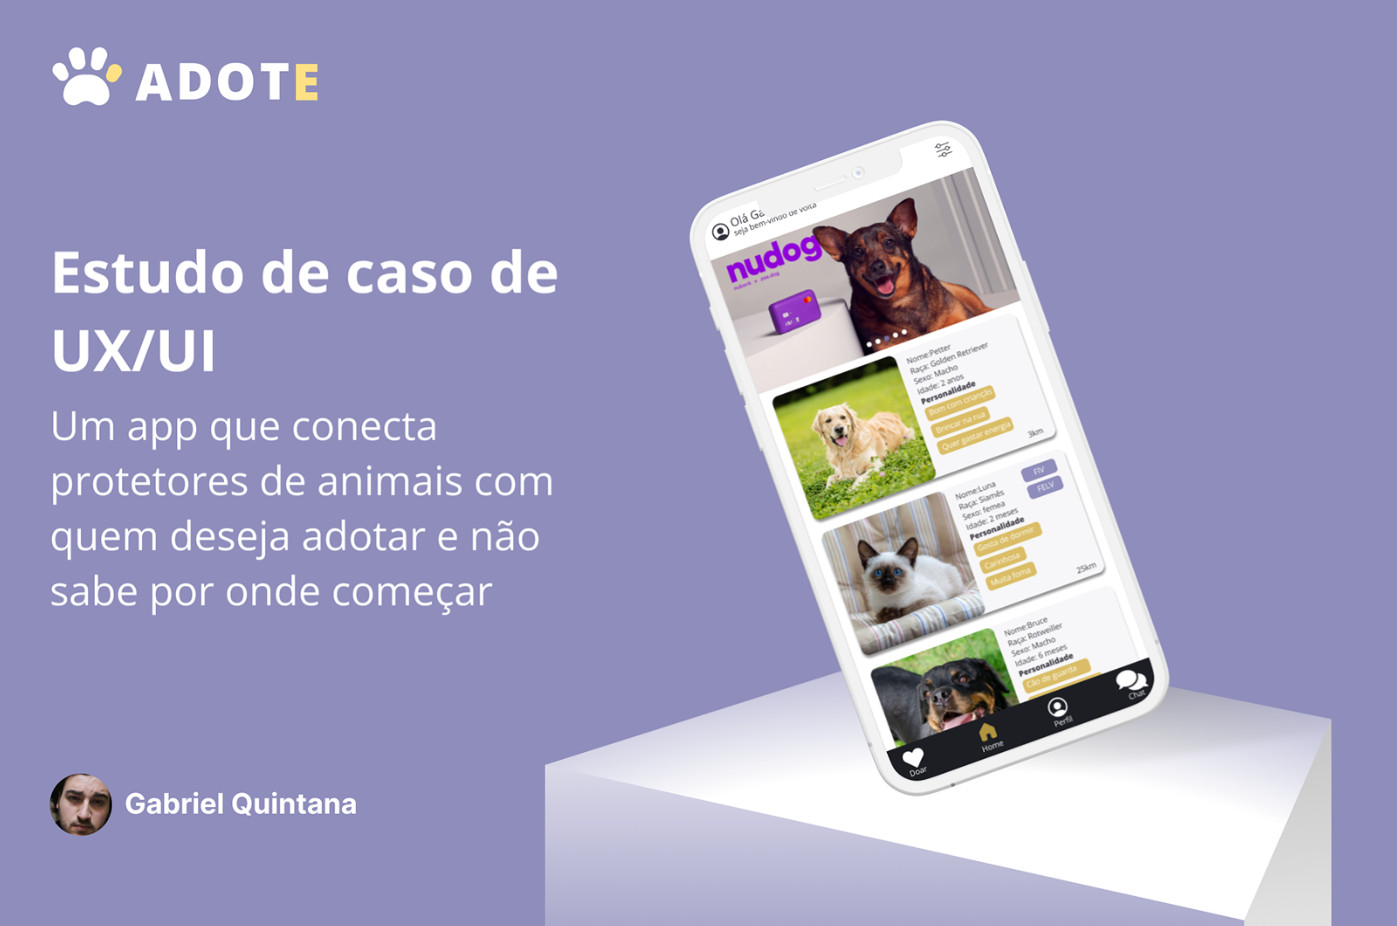 ADOTE
Estudo de caso de
UX/UI
Um app que conecta
protetores de animais com
quem deseja adotar e não
sabe por onde começar
Gabriel Quintana
Olá Ga
seja bem-vindo de volta
nudog
Nome:Petter
Raça: Golden Retriever
Sexo: Macho
Idade: 2 anos
Personalidade
Bom com crianças
Brincar na rua
Quer gastar energia
3km
Nome:Luna
Raça: Siamês
Sexo: femea
Idade: 2 meses
Personalidade
Gosta de dormir
Carinhosa
Muita fome
FIV
FELV
25km
Nome:Bruce
Raça: Rotweiller
Sexo: Macho
Idade: 6 meses
Personalidade
Cão de guarda
Doar
Home
Perfil
Chat